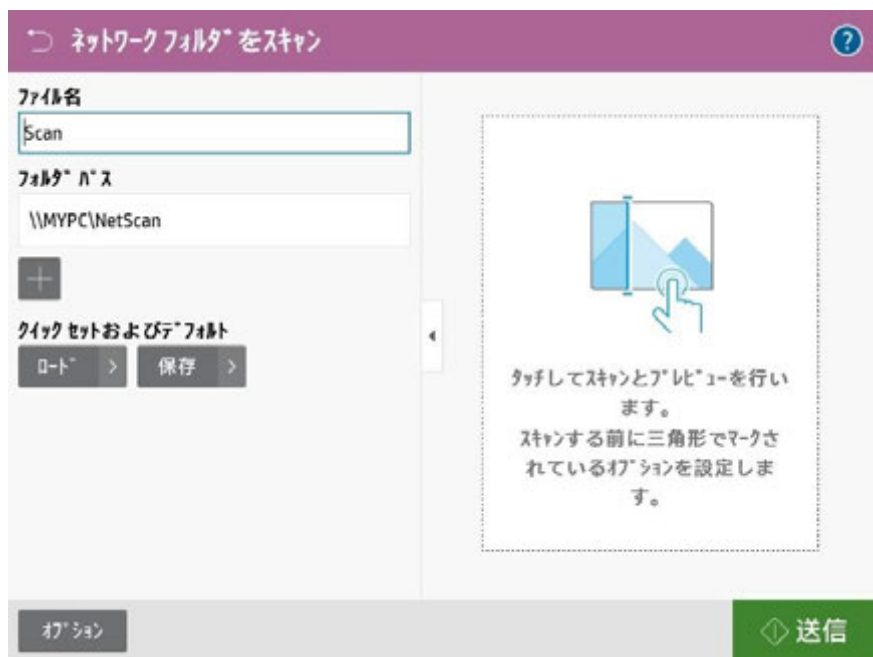 ﾈｯﾄﾜｰｸ ﾌｫﾙﾀﾞをｽｷｬﾝ
?
ﾌｧｲﾙ名
Scan
ﾌｫﾙﾀﾞ ﾊﾟｽ
\\MYPC\NetScan
ｸｲｯｸ ｾｯﾄおよびﾃﾞﾌｫﾙﾄ
ﾛｰﾄﾞ
保存
ﾀｯﾁしてｽｷｬﾝとﾌﾟﾚﾋﾞｭｰを行い
ます。
ｽｷｬﾝする前に三角形でﾏｰｸさ
れているｵﾌﾟｼｮﾝを設定しま
す。
ｵﾌﾟｼｮﾝ
送信